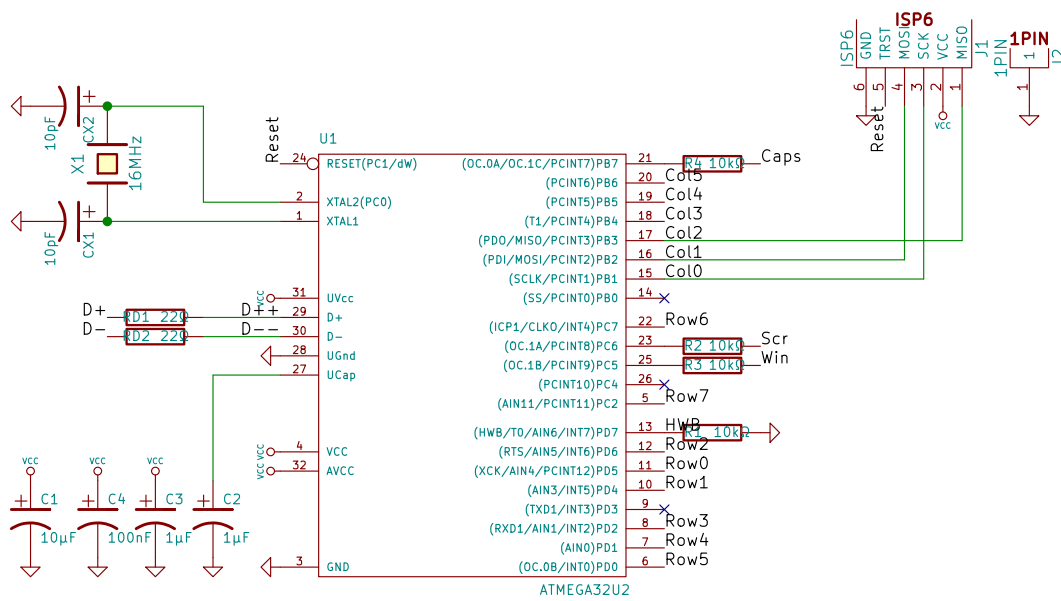 ISP6
ISP6
GND
TRST
MOSI
SCK
VCC
MISO
J1
6
5
4
3
2
1
Reset
VCC
1PIN
1PIN
1
J2
1
10pF
CX2
X1
16MHz
10pF
CX1
U1
Reset
24 RESET(PC1/dW)
2 XTAL2(PC0)
1 XTAL1
VCC 31 UVcc
D+ RD1 22Ω D++ 29 D+
D- RD2 22Ω D-- 30 D-
28 UGnd
27 UCap
VCC VCC 4 VCC
VCC VCC 32 AVCC
3 GND
(OC.0A/OC.1C/PCINT7)PB7 21 R4 10kΩ Caps
(PCINT6)PB6 20 Col5
(PCINT5)PB5 19 Col4
(T1/PCINT4)PB4 18 Col3
(PDO/MISO/PCINT3)PB3 17 Col2
(PDI/MOSI/PCINT2)PB2 16 Col1
(SCLK/PCINT1)PB1 15 Col0
(SS/PCINT0)PB0 14
(ICP1/CLKO/INT4)PC7 22 Row6
(OC.1A/PCINT8)PC6 23 R2 10kΩ Scr
(OC.1B/PCINT9)PC5 25 R3 10kΩ Win
(PCINT10)PC4 26
(AIN11/PCINT11)PC2 5 Row7
(HWB/T0/AIN6/INT7)PD7 13 HWB R1 10kΩ
(RTS/AIN5/INT6)PD6 12 Row2
(XCK/AIN4/PCINT12)PD5 11 Row0
(AIN3/INT5)PD4 10 Row1
(TXD1/INT3)PD3 9
(RXD1/AIN1/INT2)PD2 8 Row3
(AIN0)PD1 7 Row4
(OC.0B/INT0)PD0 6 Row5
ATMEGA32U2
VCC VCC VCC
C1 C4 C3 C2
10µF 100nF 1µF 1µF